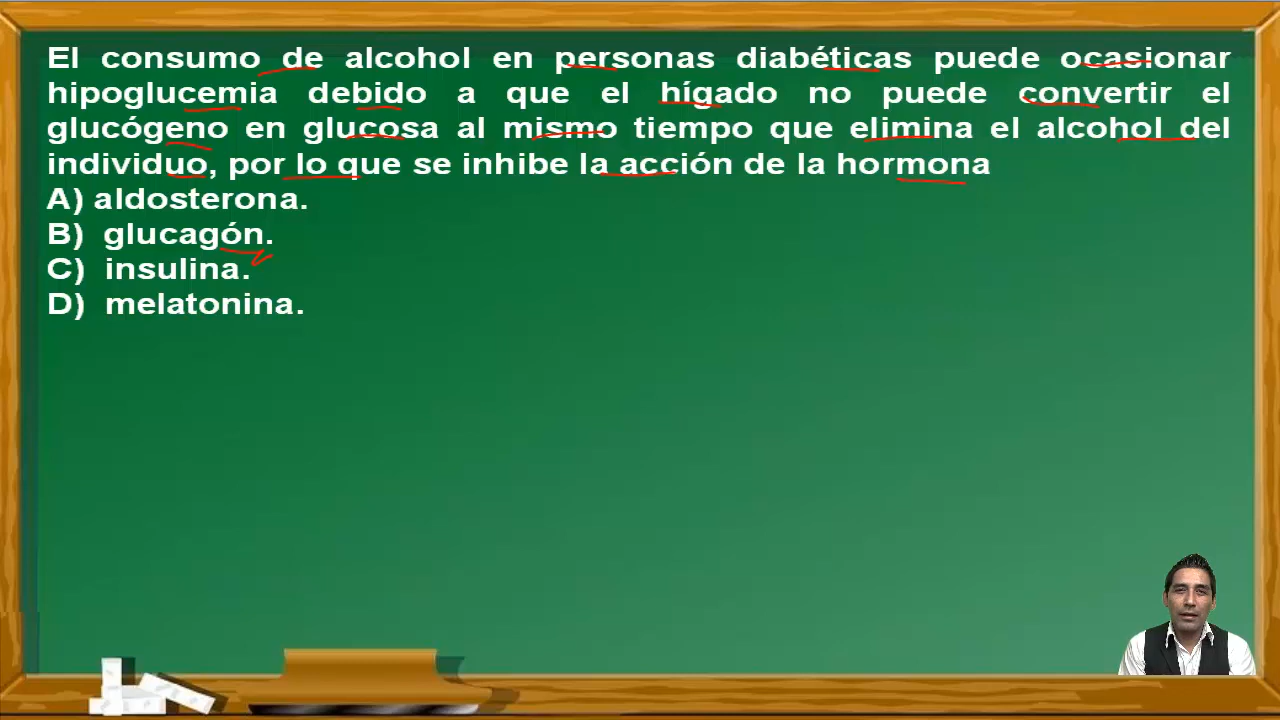 El consumo de alcohol en personas diabéticas puede ocasionar
hipoglucemia debido a que el hígado no puede convertir el
glucógeno en glucosa al mismo tiempo que elimina el alcohol del
individuo, por lo que se inhibe la acción de la hormona
A) aldosterona.
B) glucagón.
C) insulina.
D) melatonina.